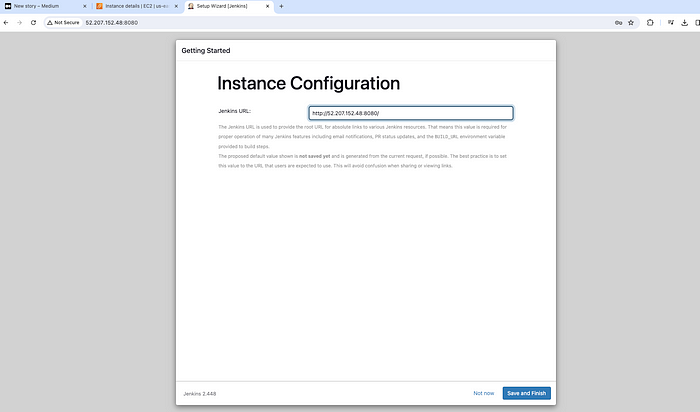 New story – Medium
Instance details | EC2 | us-ea
Setup Wizard [Jenkins]
Not Secure
52.207.152.48:8080
Getting Started
Instance Configuration
Jenkins URL:
http://52.207.152.48:8080/
The Jenkins URL is used to provide the root URL for absolute links to various Jenkins resources. That means this value is required for
proper operation of many Jenkins features including email notifications, PR status updates, and the BUILD_URL environment variable
provided to build steps.
The proposed default value shown is not saved yet and is generated from the current request, if possible. The best practice is to set
this value to the URL that users are expected to use. This will avoid confusion when sharing or viewing links.
Jenkins 2.448
Not now
Save and Finish